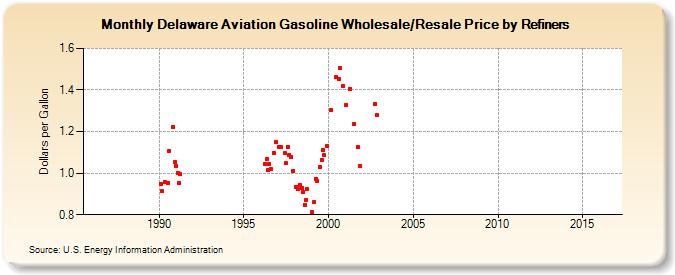 Monthly Delaware Aviation Gasoline Wholesale/Resale Price by Refiners
Dollars per Gallon
1.6
1.4
1.2
1.0
0.8
1990 1995 2000 2005 2010 2015
Source: U.S. Energy Information Administration